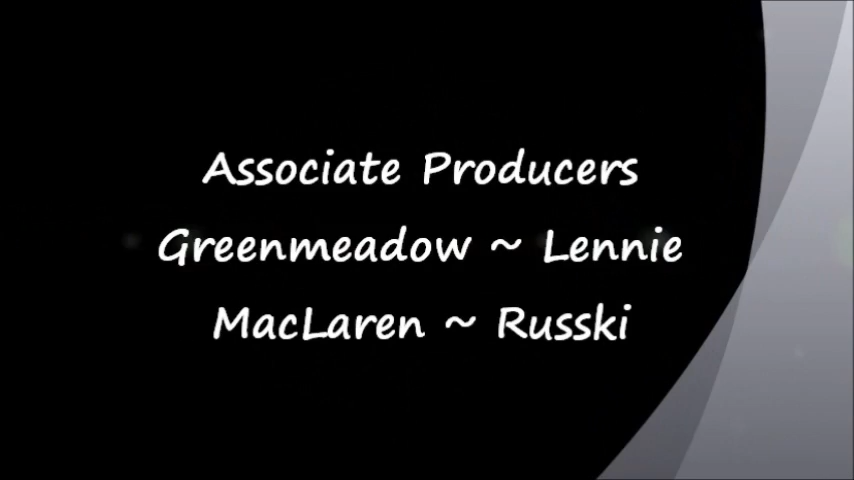 Associate Producers
Greenmeadow ~ Lennie
MacLaren ~ Russki